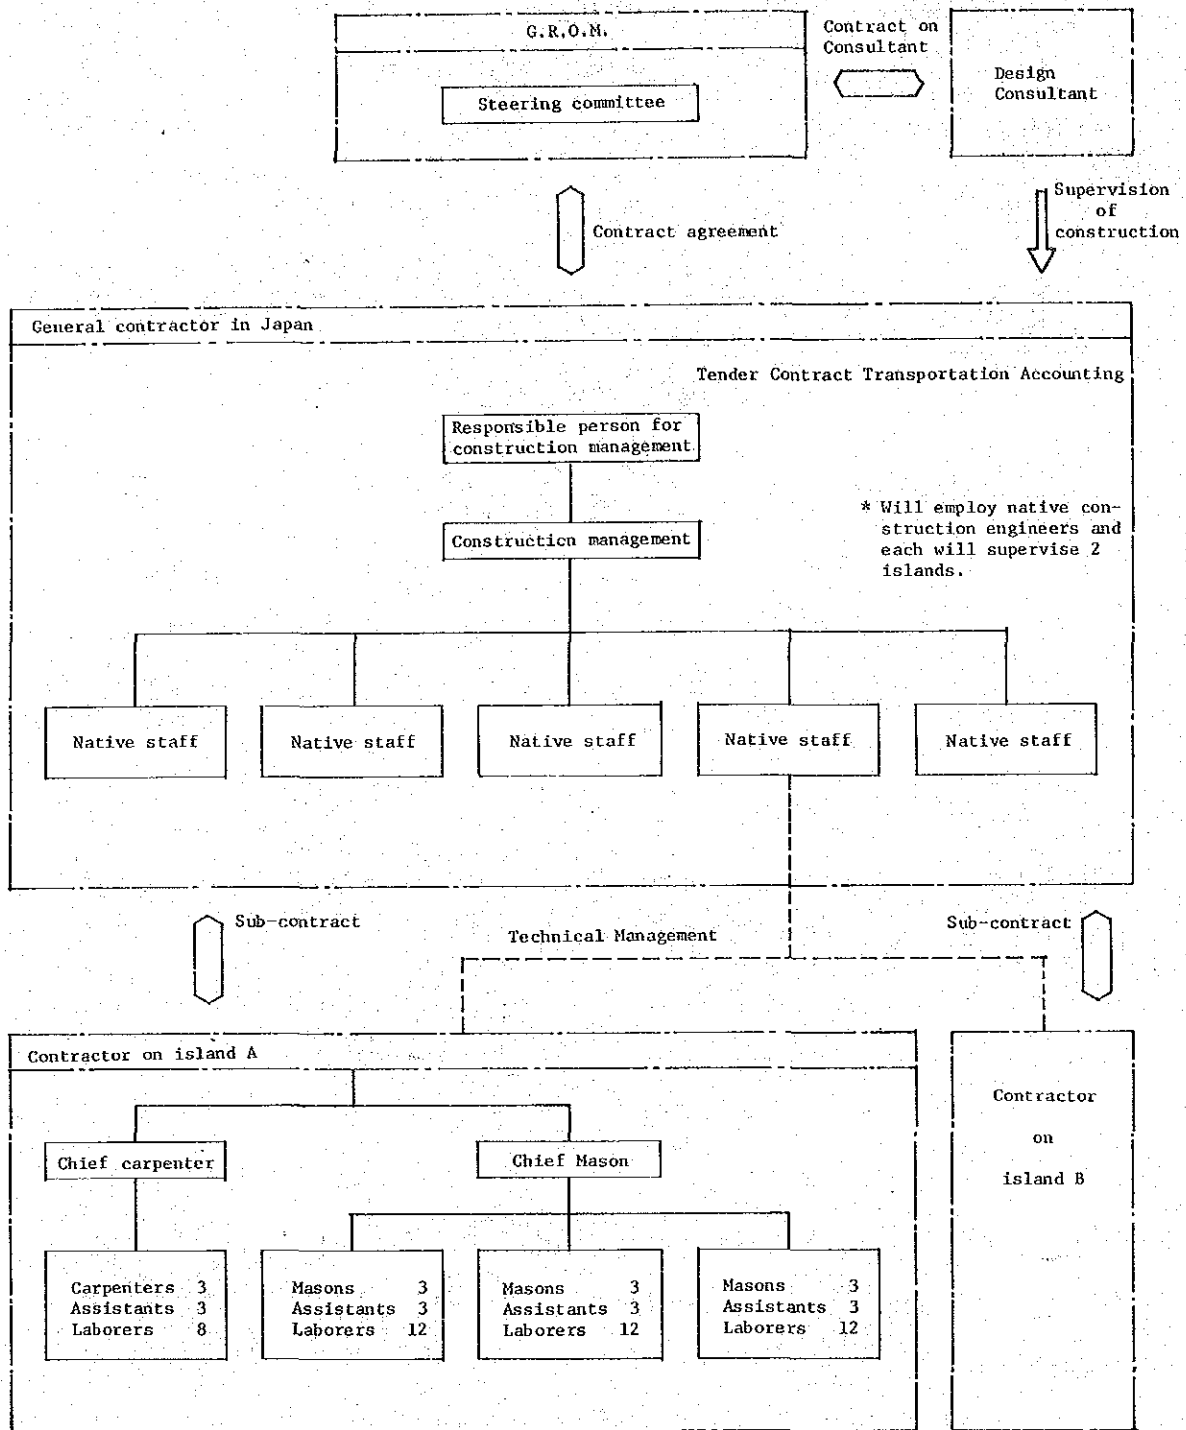 G.R.O.M.
Steering committee
Contract on
Consultant
Design
Consultant
Contract agreement
Supervision
of
construction
General contractor in Japan
Tender Contract Transportation Accounting
Responsible person for
construction management
* Will employ native con-
struction engineers and
each will supervise 2
islands.
Construction management
Native staff
Native staff
Native staff
Native staff
Native staff
Sub-contract
Technical Management
Sub-contract
Contractor on island A
Chief carpenter
Chief Mason
Carpenters 3
Assistants 3
Laborers 8
Masons 3
Assistants 3
Laborers 12
Masons 3
Assistants 3
Laborers 12
Masons 3
Assistants 3
Laborers 12
Contractor
on
island B